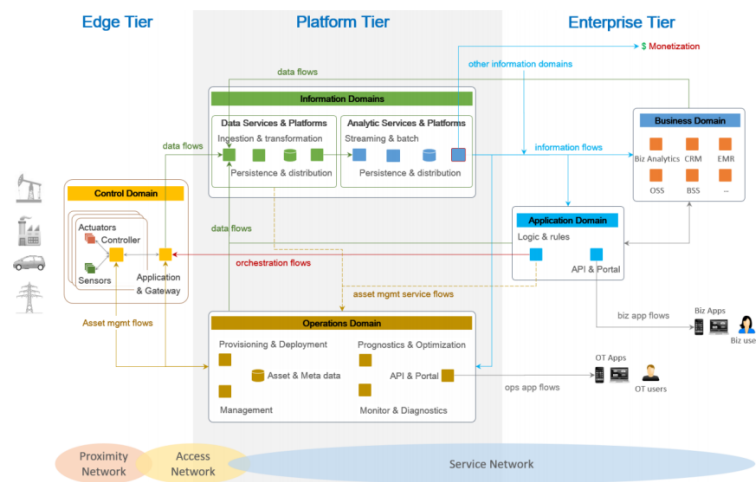 Edge Tier
Platform Tier
Enterprise Tier
$ Monetization
other information domains
data flows
Information Domains
Data Services & Platforms
Analytic Services & Platforms
Ingestion & transformation
Streaming & batch
Persistence & distribution
Persistence & distribution
data flows
information flows
Business Domain
Biz Analytics
CRM
EMR
OSS
BSS
...
Control Domain
Actuators
Controller
Sensors
Application
& Gateway
data flows
orchestration flows
Application Domain
Logic & rules
API & Portal
asset mgmt service flows
Asset mgmt flows
Operations Domain
Provisioning & Deployment
Prognostics & Optimization
Asset & Meta data
API & Portal
Management
Monitor & Diagnostics
biz app flows
Biz Apps
Biz use
ops app flows
OT Apps
OT users
Proximity
Network
Access
Network
Service Network